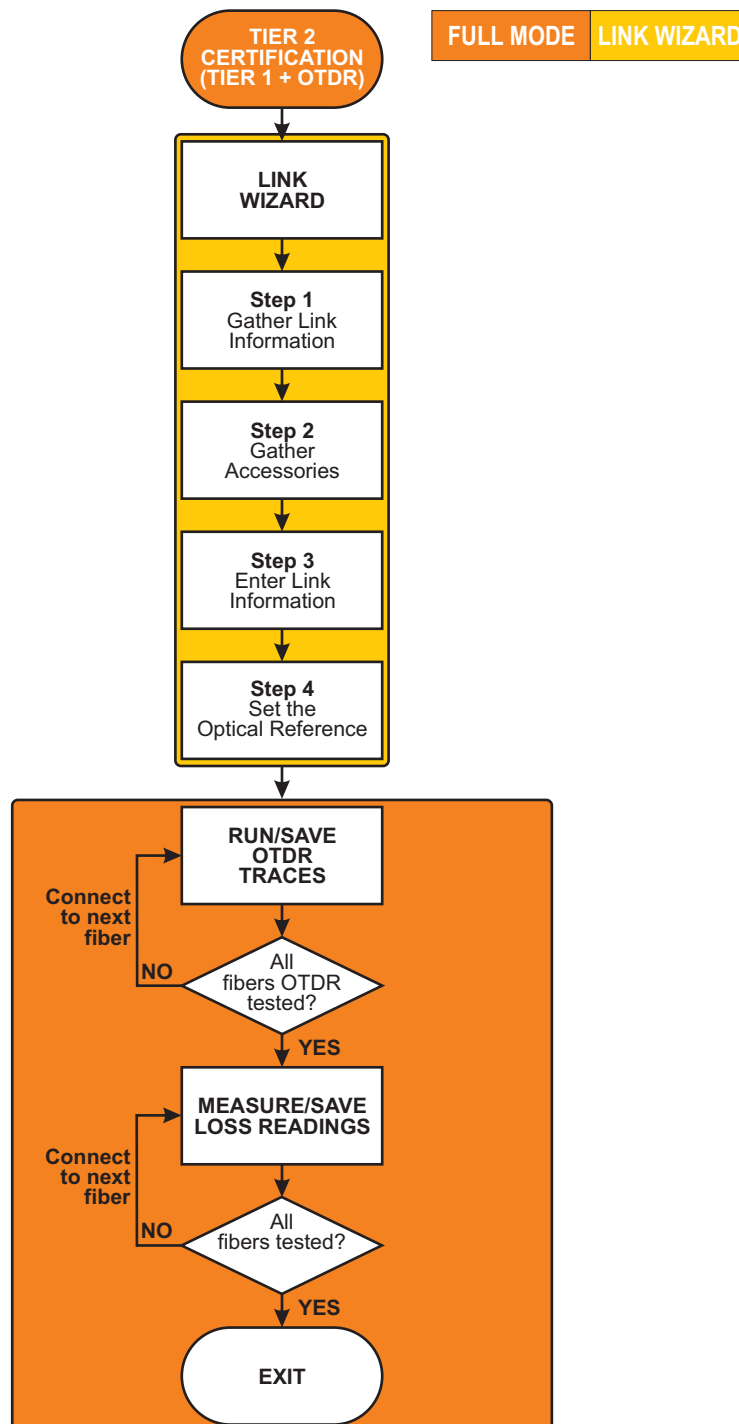 TIER 2
CERTIFICATION
(TIER 1 + OTDR)
FULL MODE
LINK WIZARD
LINK
WIZARD
Step 1
Gather Link
Information
Step 2
Gather
Accessories
Step 3
Enter Link
Information
Step 4
Set the
Optical Reference
RUN/SAVE
OTDR
TRACES
Connect
to next
fiber
NO
All
fibers OTDR
tested?
YES
MEASURE/SAVE
LOSS READINGS
Connect
to next
fiber
NO
All
fibers tested?
YES
EXIT